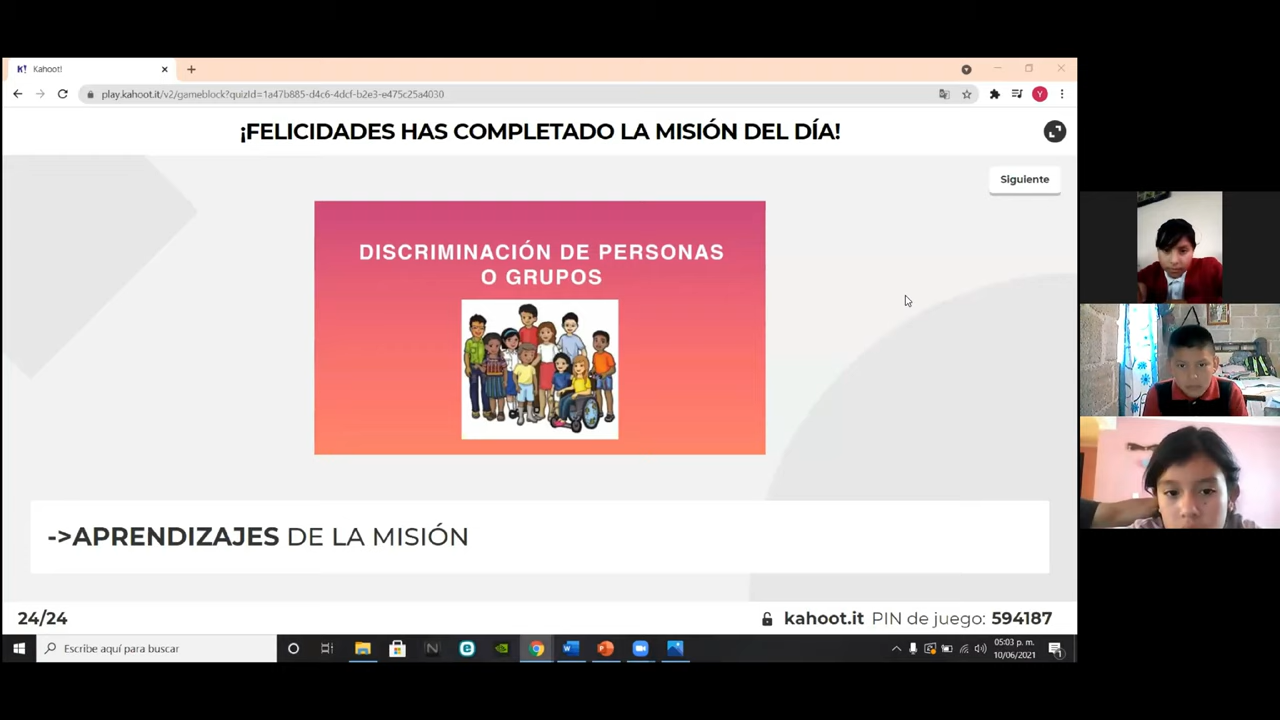 Kahoot!
play.kahoot.it/v2/gameblock?quizId=1a47b885-d4c6-4dcf-b2e3-e475c25a4030
Y
¡FELICIDADES HAS COMPLETADO LA MISIÓN DEL DÍA!
Siguiente
DISCRIMINACIÓN DE PERSONAS
O GRUPOS
->APRENDIZAJES DE LA MISIÓN
24/24
kahoot.it PIN de juego: 594187
Escribe aquí para buscar
05:03 p. m.
10/06/2021